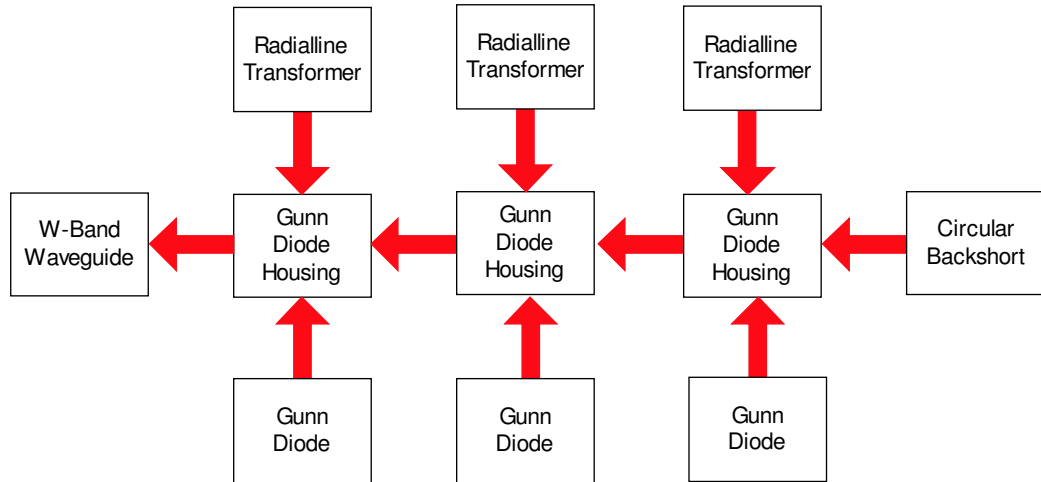 Radialline
Transformer
Radialline
Transformer
Radialline
Transformer
W-Band
Waveguide
Gunn
Diode
Housing
Gunn
Diode
Housing
Gunn
Diode
Housing
Circular
Backshort
Gunn
Diode
Gunn
Diode
Gunn
Diode